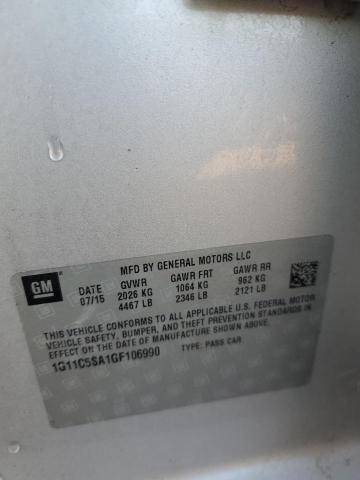 MFD BY GENERAL MOTORS LLC
GM
DATE GVWR GAWR FRT GAWR RR
07/15 2026 KG 1064 KG 962 KG
4467 LB 2346 LB 2121 LB
THIS VEHICLE CONFORMS TO ALL APPLICABLE U.S. FEDERAL MOTOR
VEHICLE SAFETY, BUMPER, AND THEFT PREVENTION STANDARDS IN
EFFECT ON THE DATE OF MANUFACTURE SHOWN ABOVE.
1G11C5SA1GF106990 TYPE: PASS CAR